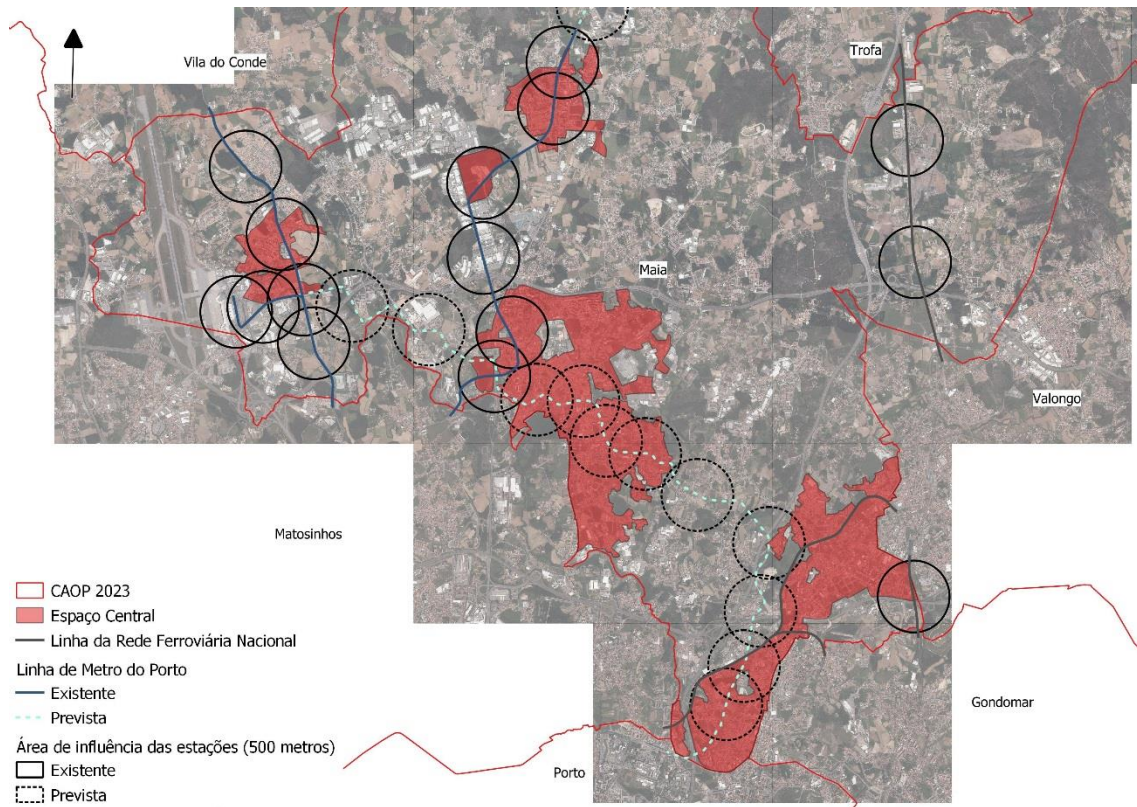 Vila do Conde
Trofa
Maia
Valongo
Matosinhos
Gondomar
Porto
CAOP 2023
Espaço Central
Linha da Rede Ferroviária Nacional
Linha de Metro do Porto
Existente
Prevista
Área de influência das estações (500 metros)
Existente
Prevista